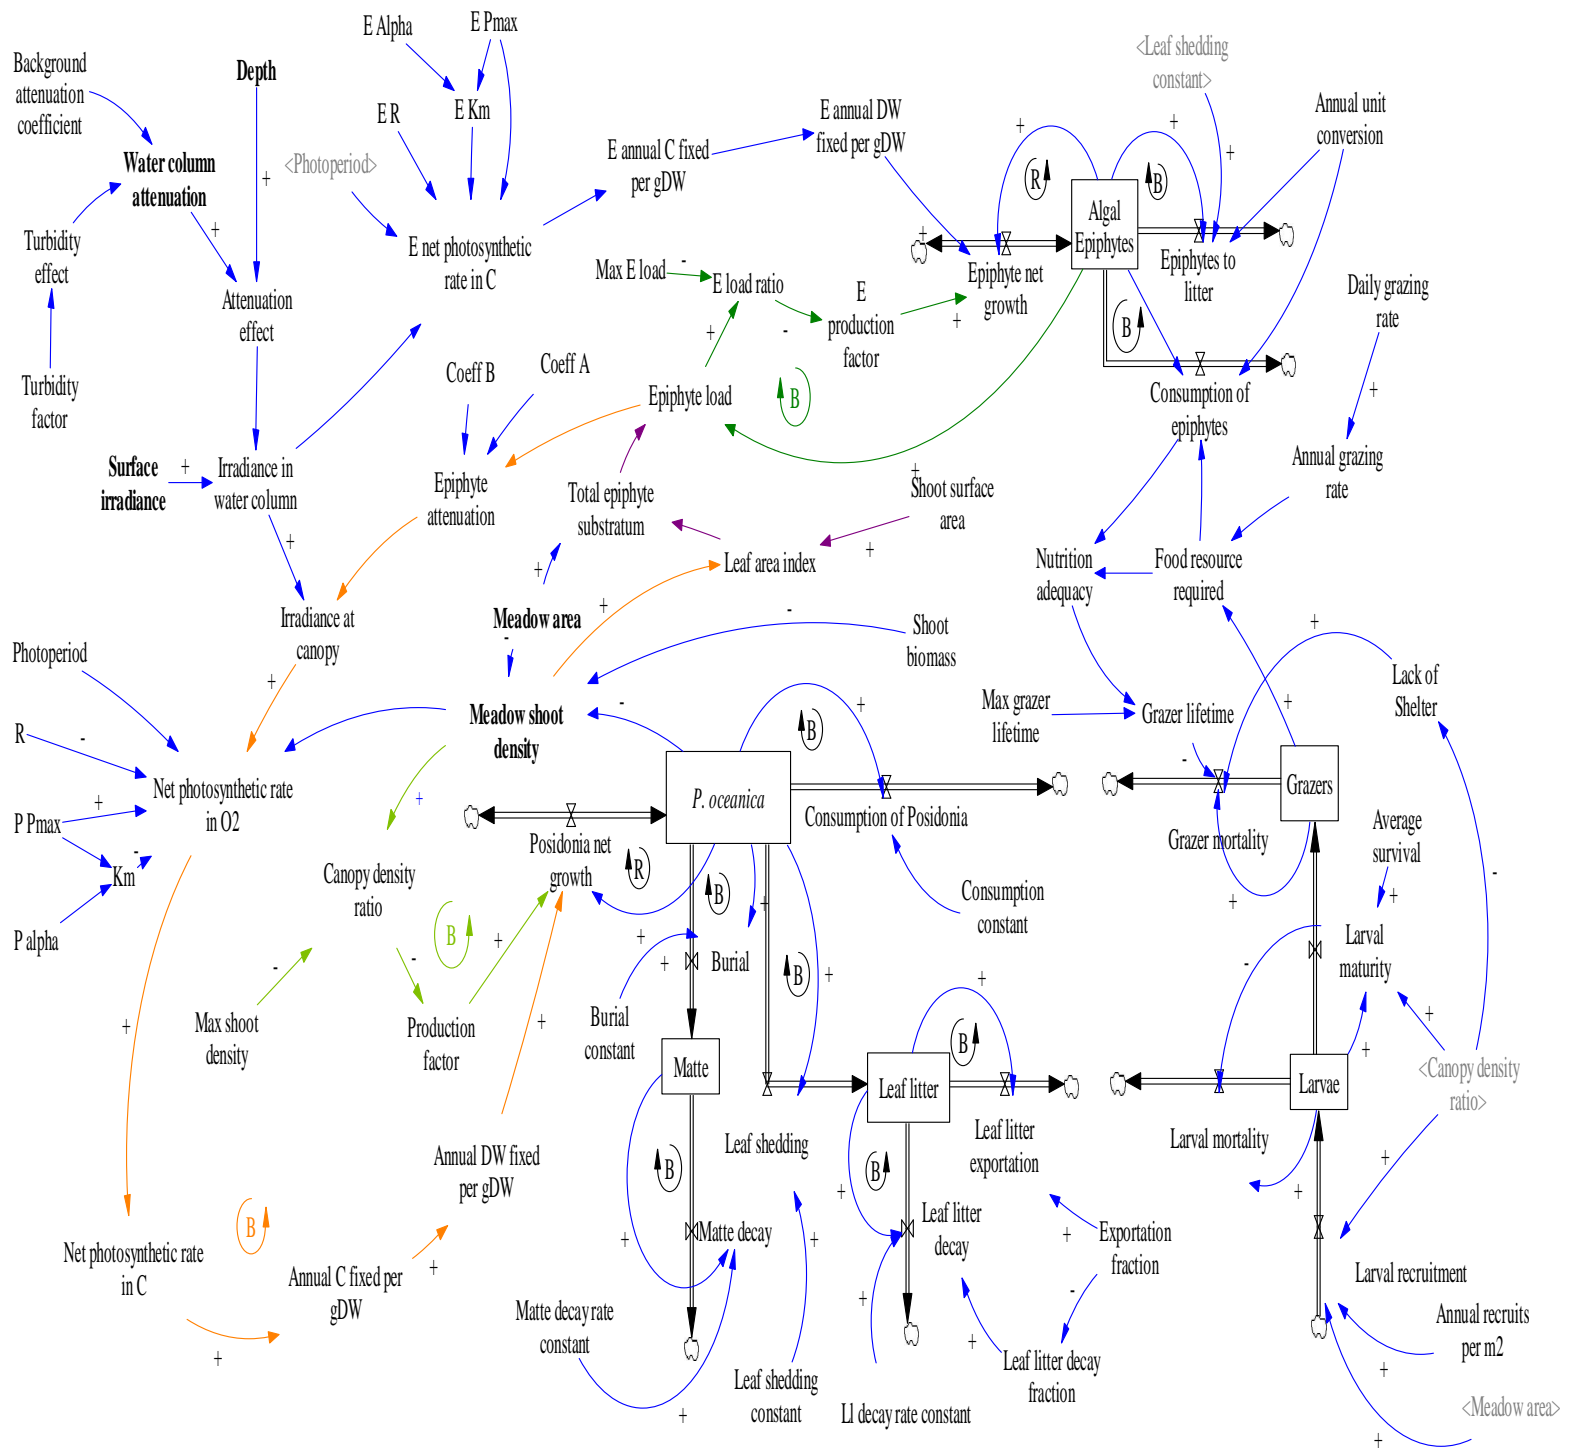 E Alpha
E Pmax
Background
attenuation
coefficient
Depth
<Leaf shedding
constant>
Annual unit
conversion
E R
E Km
E annual DW
fixed per gDW
E annual C fixed
per gDW
<Photoperiod>
Water column
attenuation
+
+
+
+
+
R
B
Algal
Epiphytes
Turbidity
effect
+
E net photosynthetic
rate in C
+
Epiphytes to
litter
Max E load
-
E load ratio
Epiphyte net
growth
Daily grazing
rate
Attenuation
effect
E
production
factor
+
-
+
B
Turbidity
factor
Coeff B
Coeff A
Epiphyte load
B
Consumption of
epiphytes
+
Surface
irradiance
+
Irradiance in
water column
Epiphyte
attenuation
Total epiphyte
substratum
+
Shoot surface
area
Annual grazing
rate
+
+
+
Leaf area index
Nutrition
adequacy
Food resource
required
Irradiance at
canopy
Meadow area
-
+
-
Shoot
biomass
+
Photoperiod
+
Lack of
Shelter
R
-
Meadow shoot
density
-
B
+
Max grazer
lifetime
Grazer lifetime
+
-
Net photosynthetic rate
in O2
P. oceanica
Grazers
P Pmax
+
+
Consumption of Posidonia
-
Km
Posidonia net
growth
Grazer mortality
Average
survival
Canopy density
ratio
R
B
+
+
+
-
Consumption
constant
P alpha
B
+
+
Burial
Larval
maturity
-
-
+
B
+
+
-
Burial
constant
+
Max shoot
density
Production
factor
+
+
+
B
Matte
Leaf litter
Larvae
+
<Canopy density
ratio>
Leaf shedding
Leaf litter
exportation
Larval mortality
Annual DW fixed
per gDW
B
B
+
+
+
B
Matte decay
Leaf litter
decay
+
+
+
Exportation
fraction
Net photosynthetic rate
in C
Annual C fixed per
gDW
+
Larval recruitment
Matte decay rate
constant
+
-
+
Annual recruits
per m2
+
Leaf shedding
constant
Leaf litter decay
fraction
+
+
Ll decay rate constant
<Meadow area>
+